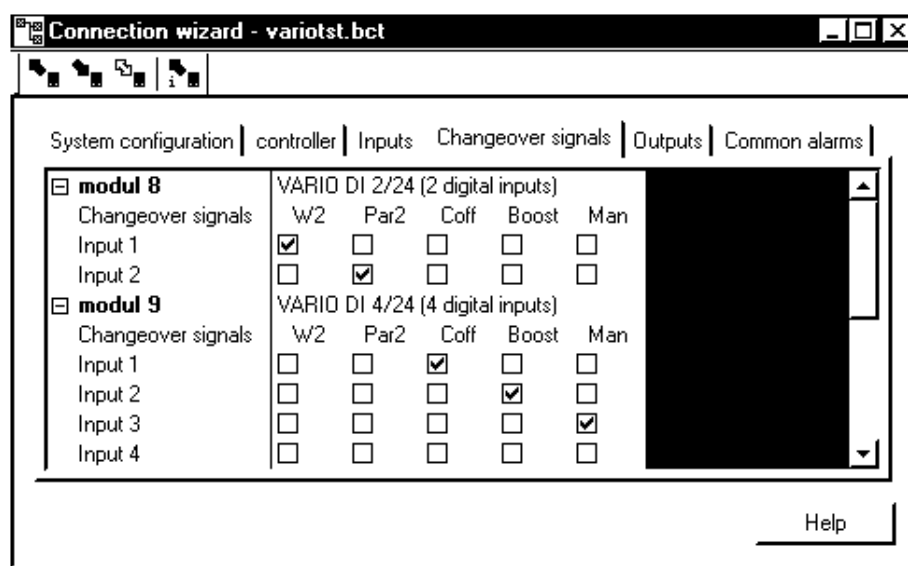 Connection wizard - variotst.bct
i
System configuration controller Inputs Changeover signals Outputs Common alarms
modul 8 VARIO DI 2/24 (2 digital inputs)
Changeover signals W2 Par2 Coff Boost Man
Input 1
Input 2
modul 9 VARIO DI 4/24 (4 digital inputs)
Changeover signals W2 Par2 Coff Boost Man
Input 1
Input 2
Input 3
Input 4
Help